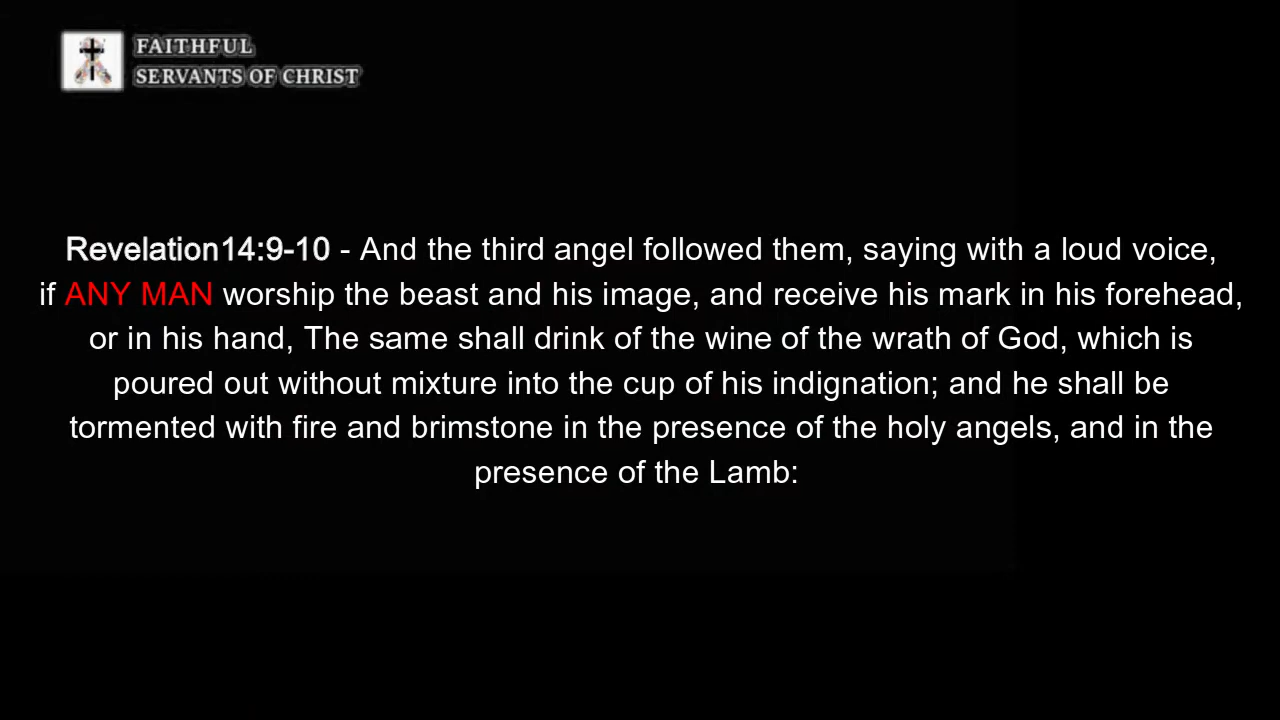 FAITHFUL
SERVANTS OF CHRIST
Revelation14:9-10 - And the third angel followed them, saying with a loud voice,
if ANY MAN worship the beast and his image, and receive his mark in his forehead,
or in his hand, The same shall drink of the wine of the wrath of God, which is
poured out without mixture into the cup of his indignation; and he shall be
tormented with fire and brimstone in the presence of the holy angels, and in the
presence of the Lamb: